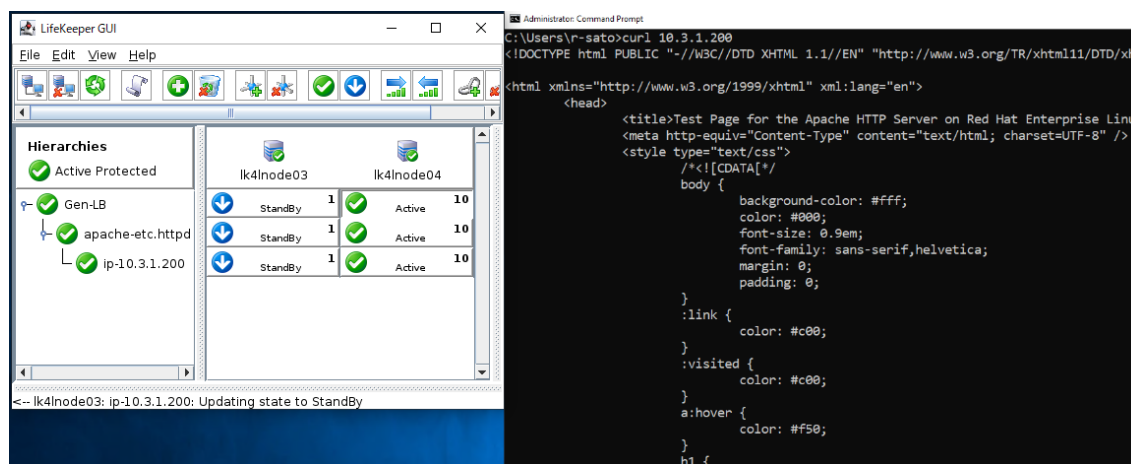 LifeKeeper GUI
File Edit View Help
Hierarchies
Active Protected
lk4lnode03
lk4lnode04
Gen-LB
StandBy 1
Active 10
apache-etc.httpd
StandBy 1
Active 10
ip-10.3.1.200
StandBy 1
Active 10
<-- lk4lnode03: ip-10.3.1.200: Updating state to StandBy
Administrator: Command Prompt
C:\Users\r-sato>curl 10.3.1.200
<!DOCTYPE html PUBLIC "-//W3C//DTD XHTML 1.1//EN" "http://www.w3.org/TR/xhtml11/DTD/xh
<html xmlns="http://www.w3.org/1999/xhtml" xml:lang="en">
<head>
<title>Test Page for the Apache HTTP Server on Red Hat Enterprise Linu
<meta http-equiv="Content-Type" content="text/html; charset=UTF-8" />
<style type="text/css">
/*<![CDATA[*/
body {
background-color: #fff;
color: #000;
font-size: 0.9em;
font-family: sans-serif,helvetica;
margin: 0;
padding: 0;
}
:link {
color: #c00;
}
:visited {
color: #c00;
}
a:hover {
color: #f50;
}
h1 {